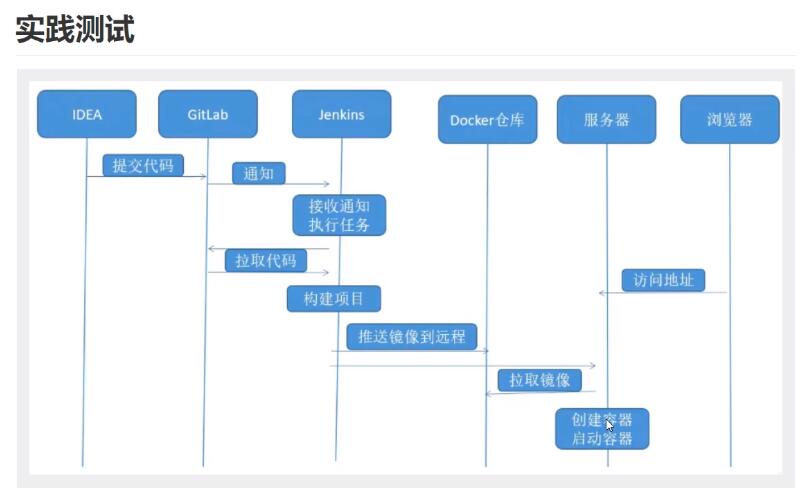 实践测试
IDEA
GitLab
Jenkins
Docker仓库
服务器
浏览器
提交代码
通知
接收通知
执行任务
拉取代码
访问地址
构建项目
推送镜像到远程
拉取镜像
创建容器
启动容器